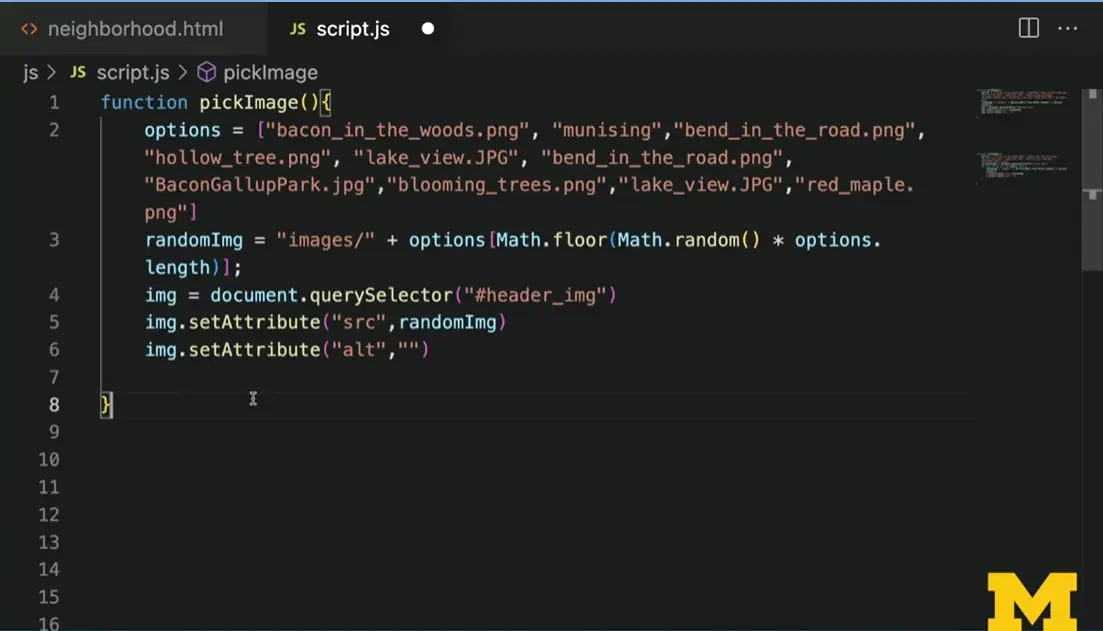 <> neighborhood.html
JS script.js
js > JS script.js > pickImage
1 function pickImage(){
2 options = ["bacon_in_the_woods.png", "munising","bend_in_the_road.png",
"hollow_tree.png", "lake_view.JPG", "bend_in_the_road.png",
"BaconGallupPark.jpg","blooming_trees.png","lake_view.JPG","red_maple.
png"]
3 randomImg = "images/" + options[Math.floor(Math.random() * options.
length)];
4 img = document.querySelector("#header_img")
5 img.setAttribute("src",randomImg)
6 img.setAttribute("alt","")
7
8 }
9
10
11
12
13
14
15
16
M